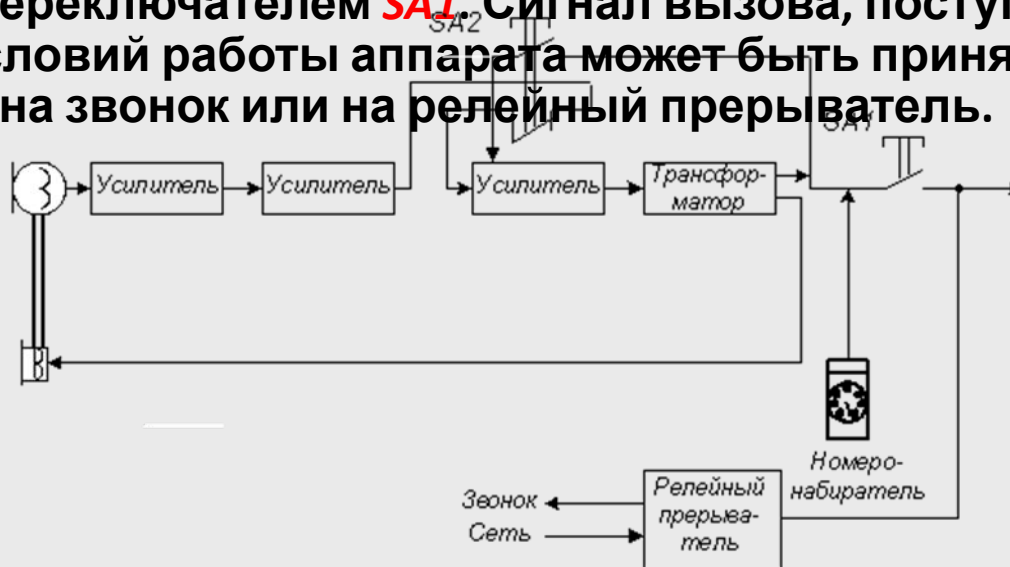 переключателем SA1. Сигнал вызова, посту
словий работы аппарата может быть приня
на звонок или на релейный прерыватель.
SA2
SA1
Усилитель
Усилитель
Усилитель
Трансфор-
матор
Номеро-
набиратель
Звонок
Сеть
Релейный
прерыва-
тель